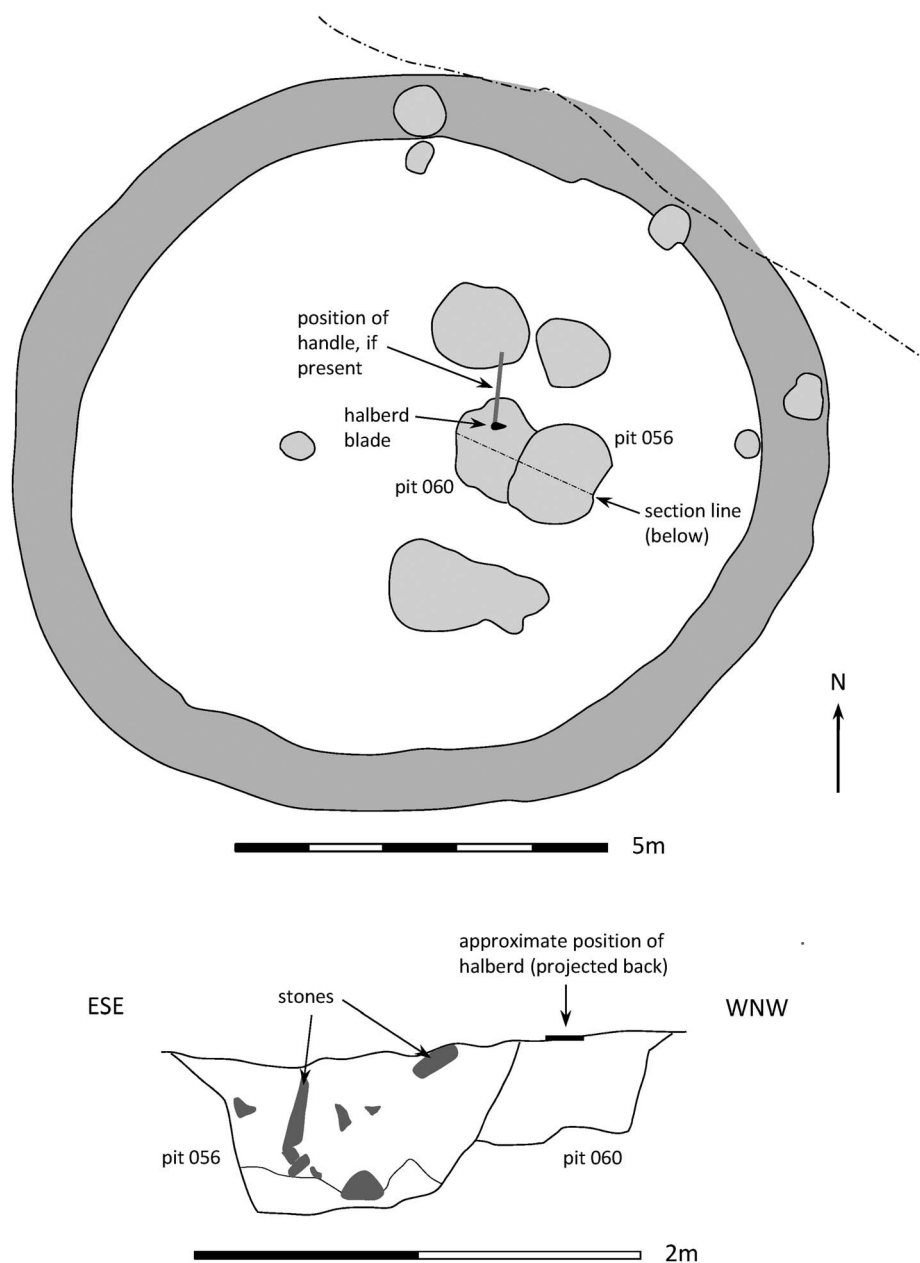 position of
handle, if
present
halberd
blade
pit 056
pit 060
section line
(below)
N
5m
approximate position of
halberd (projected back)
ESE
stones
WNW
pit 056
pit 060
2m